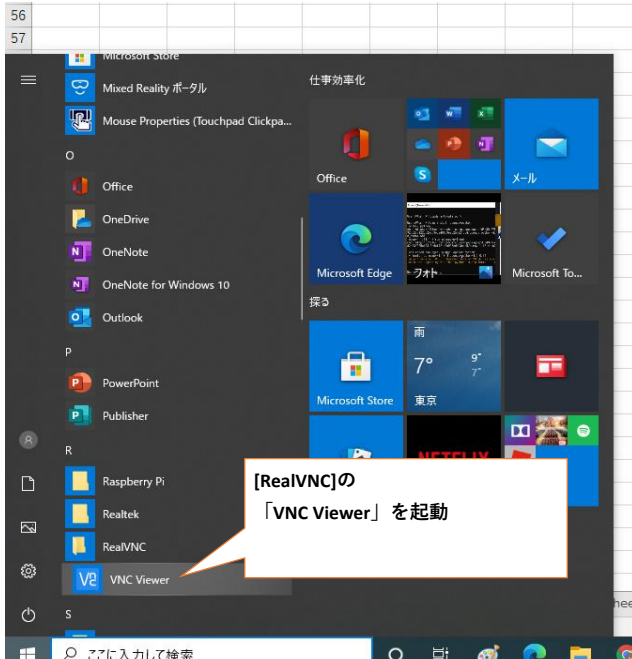 56
57
Microsoft Store
Mixed Reality ポータル
Mouse Properties (Touchpad Clickpa...
O
Office
OneDrive
OneNote
OneNote for Windows 10
Outlook
P
PowerPoint
Publisher
R
Raspberry Pi
Realtek
RealVNC
VNC Viewer
S
仕事効率化
Office
メール
Microsoft Edge
フォト
Microsoft To...
探る
Microsoft Store
雨
7°
9°
7°
東京
NETFLIX
[RealVNC]の
「VNC Viewer」を起動
ここに入力して検索